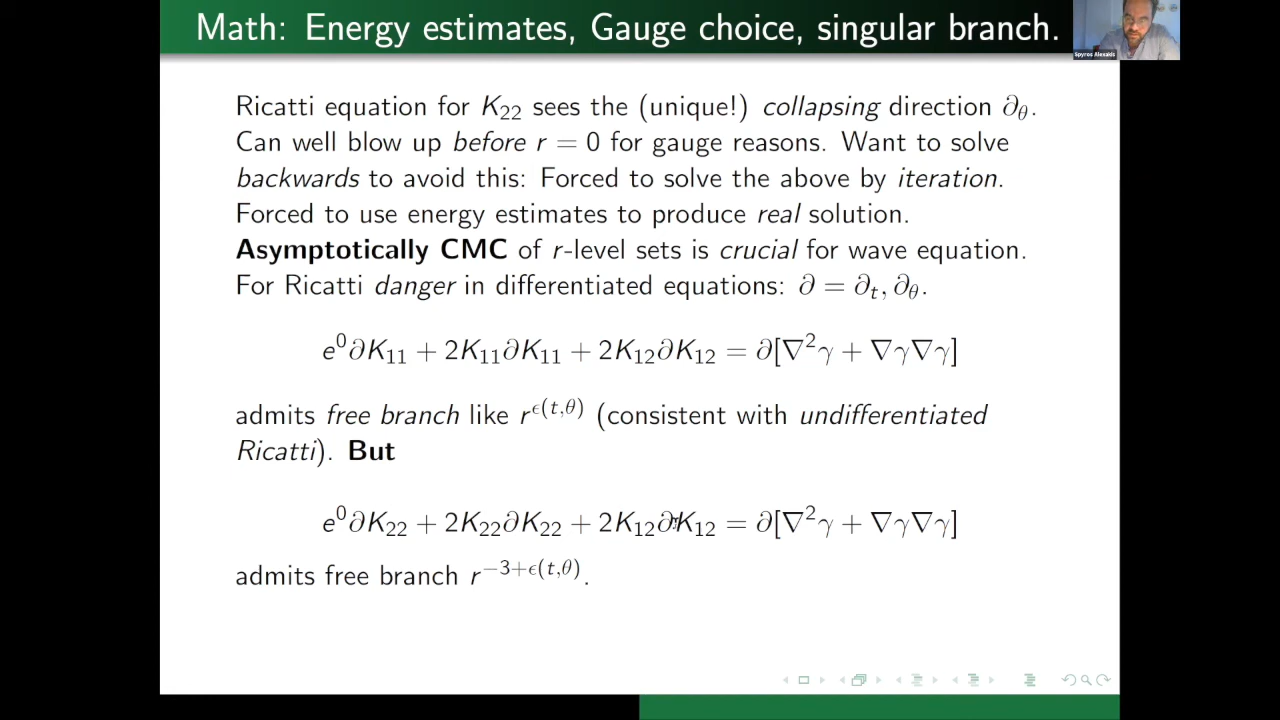 Math: Energy estimates, Gauge choice, singular branch.
Spyros Alexakis
Ricatti equation for K₂₂ sees the (unique!) collapsing direction ∂_θ.
Can well blow up before r = 0 for gauge reasons. Want to solve
backwards to avoid this: Forced to solve the above by iteration.
Forced to use energy estimates to produce real solution.
Asymptotically CMC of r-level sets is crucial for wave equation.
For Ricatti danger in differentiated equations: ∂ = ∂_t, ∂_θ.
e⁰∂K₁₁ + 2K₁₁∂K₁₁ + 2K₁₂∂K₁₂ = ∂[∇²γ + ∇γ∇γ]
admits free branch like r^{ϵ(t,θ)} (consistent with undifferentiated
Ricatti). But
e⁰∂K₂₂ + 2K₂₂∂K₂₂ + 2K₁₂∂K₁₂ = ∂[∇²γ + ∇γ∇γ]
admits free branch r^{−3+ϵ(t,θ)}.